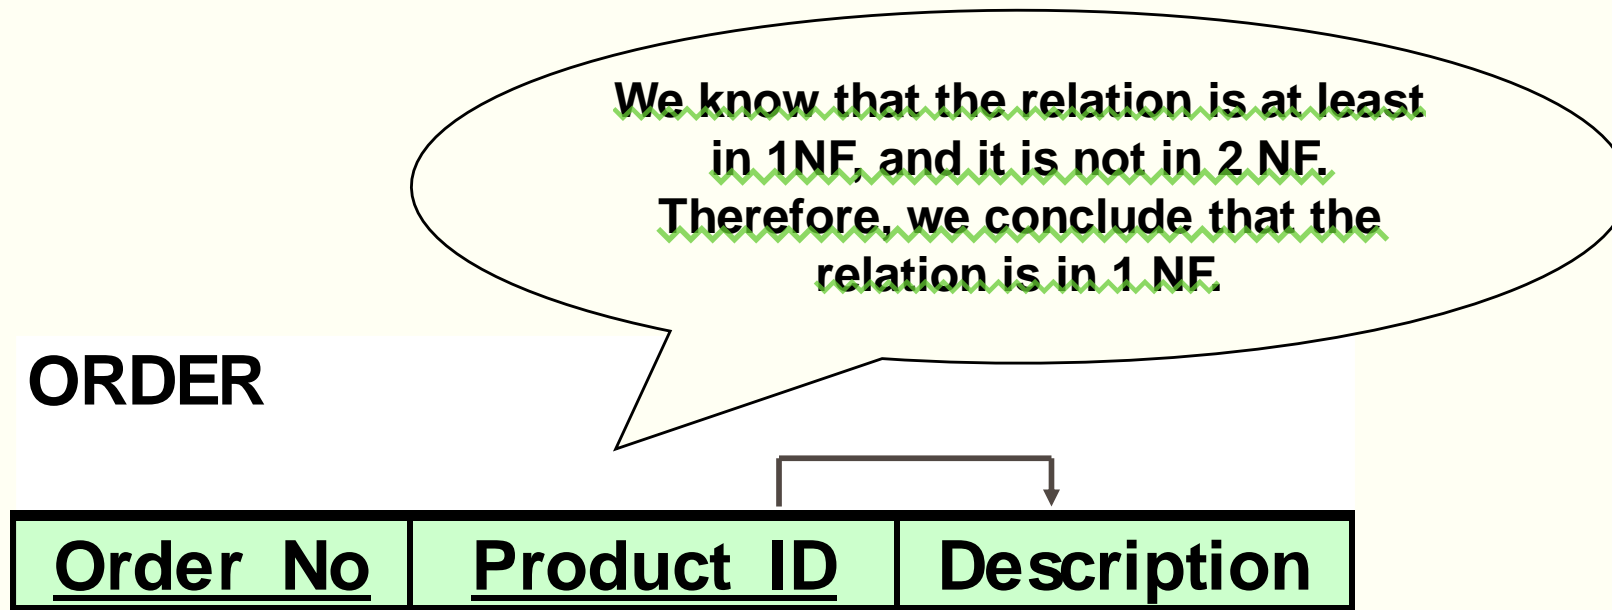 We know that the relation is at least
in 1NF, and it is not in 2 NF.
Therefore, we conclude that the
relation is in 1 NF.
ORDER
Order No Product ID Description